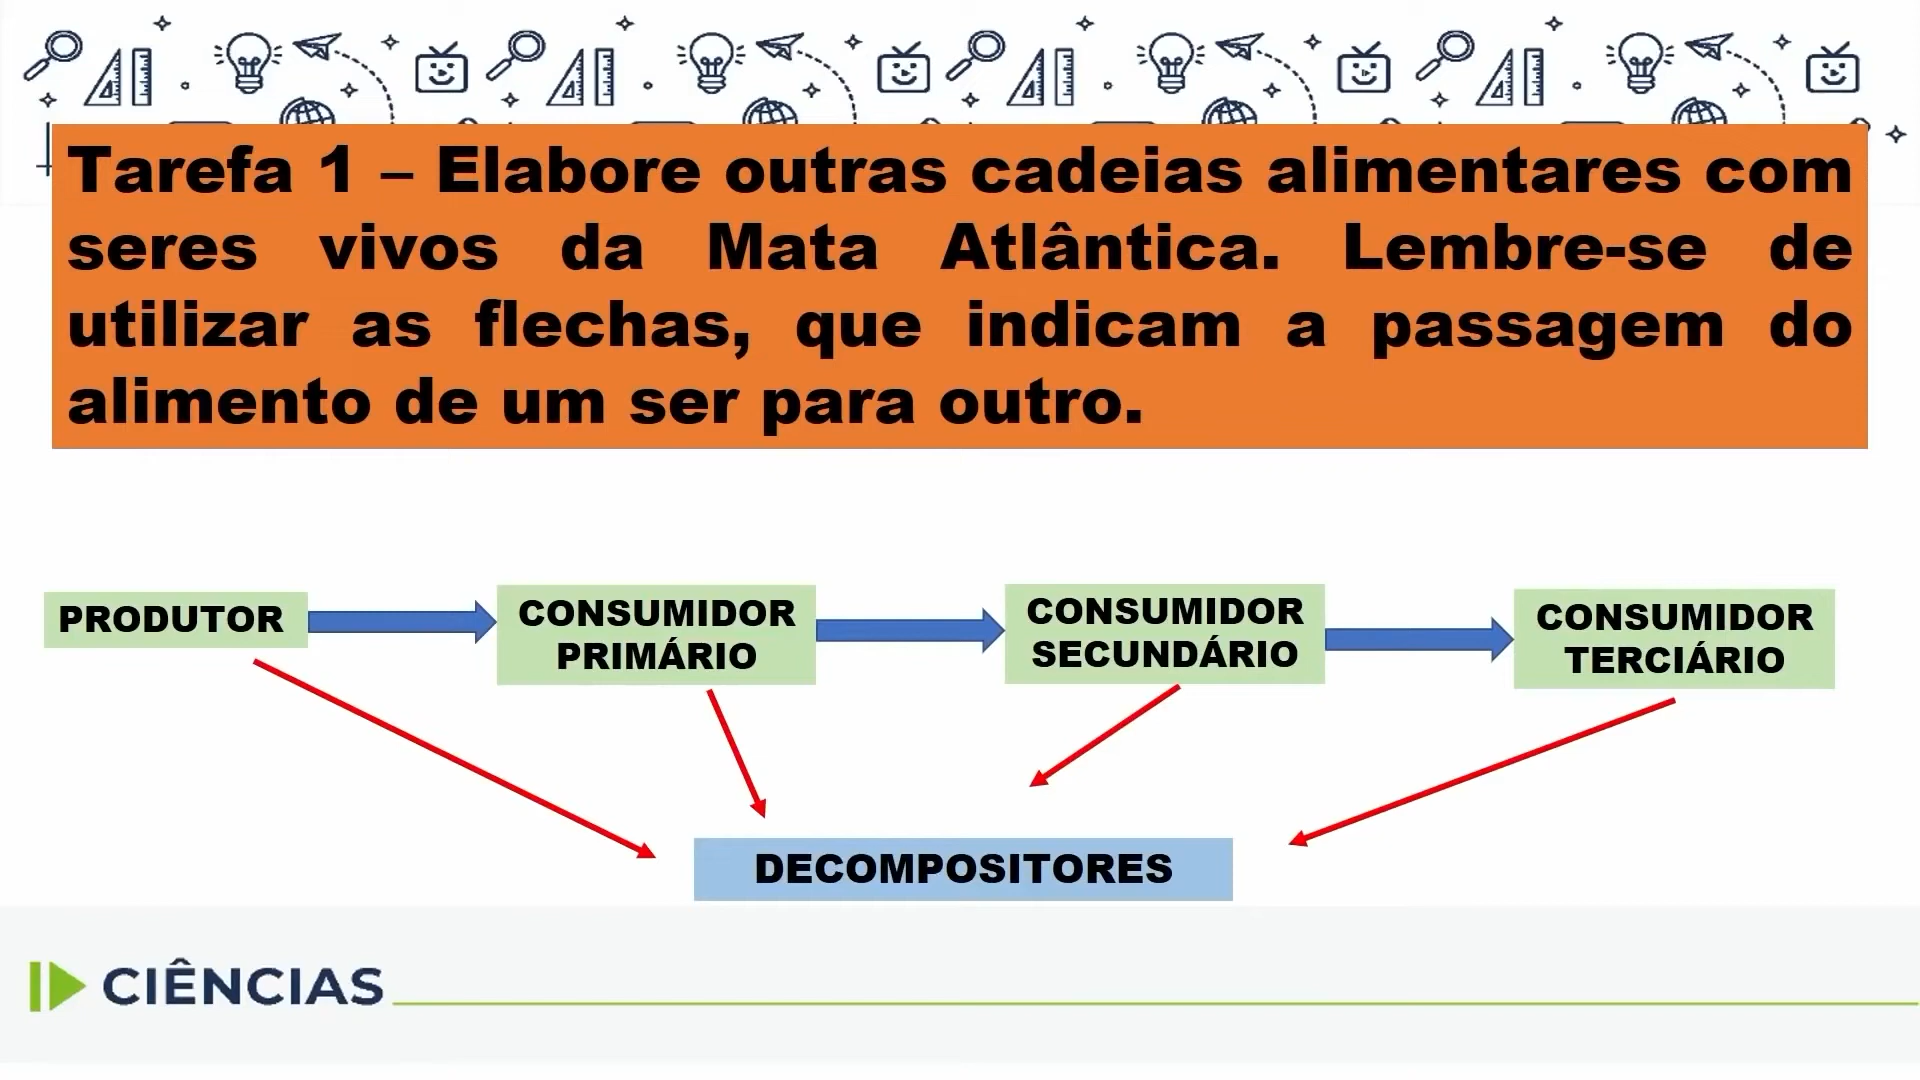 Tarefa 1 – Elabore outras cadeias alimentares com
seres vivos da Mata Atlântica. Lembre-se de
utilizar as flechas, que indicam a passagem do
alimento de um ser para outro.
PRODUTOR
CONSUMIDOR
PRIMÁRIO
CONSUMIDOR
SECUNDÁRIO
CONSUMIDOR
TERCIÁRIO
DECOMPOSITORES
CIÊNCIAS